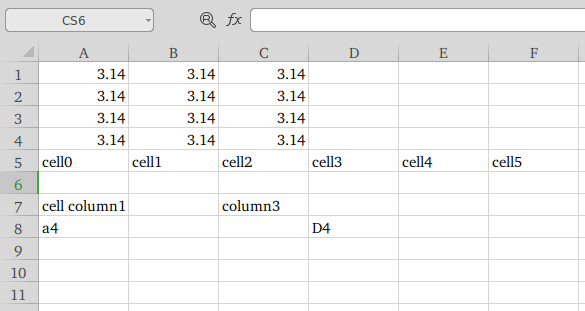 CS6 fx
A B C D E F
1 3.14 3.14 3.14
2 3.14 3.14 3.14
3 3.14 3.14 3.14
4 3.14 3.14 3.14
5 cell0 cell1 cell2 cell3 cell4 cell5
6
7 cell column1 column3
8 a4 D4
9
10
11